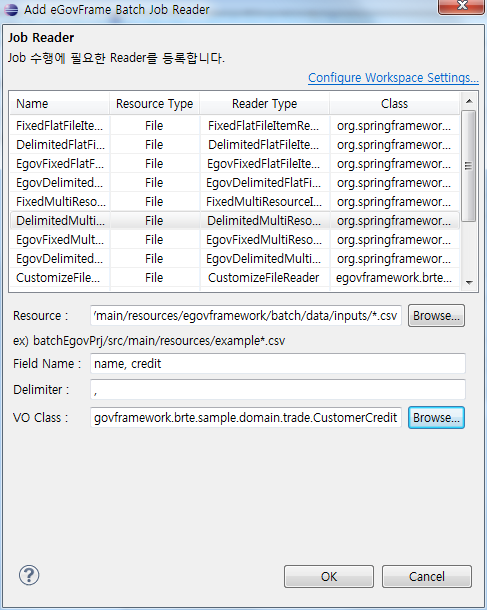 Add eGovFrame Batch Job Reader
Job Reader
Job 수행에 필요한 Reader를 등록합니다.
Configure Workspace Settings...
Name Resource Type Reader Type Class
FixedFlatFileIte... File FixedFlatFileItemRe... org.springframewor...
DelimitedFlatFi... File DelimitedFlatFileIte... org.springframewor...
EgovFixedFlatF... File EgovFixedFlatFileIte... org.springframewor...
EgovDelimited... File EgovDelimitedFlatFi... org.springframewor...
FixedMultiReso... File FixedMultiResourceI... org.springframewor...
DelimitedMulti... File DelimitedMultiReso... org.springframewor...
EgovFixedMult... File EgovFixedMultiReso... org.springframewor...
EgovDelimited... File EgovDelimitedMulti... org.springframewor...
CustomizeFile... File CustomizeFileReader egovframework.brte...
Resource : /main/resources/egovframework/batch/data/inputs/*.csv Browse...
ex) batchEgovPrj/src/main/resources/example*.csv
Field Name : name, credit
Delimiter : ,
VO Class : govframework.brte.sample.domain.trade.CustomerCredit Browse...
? OK Cancel